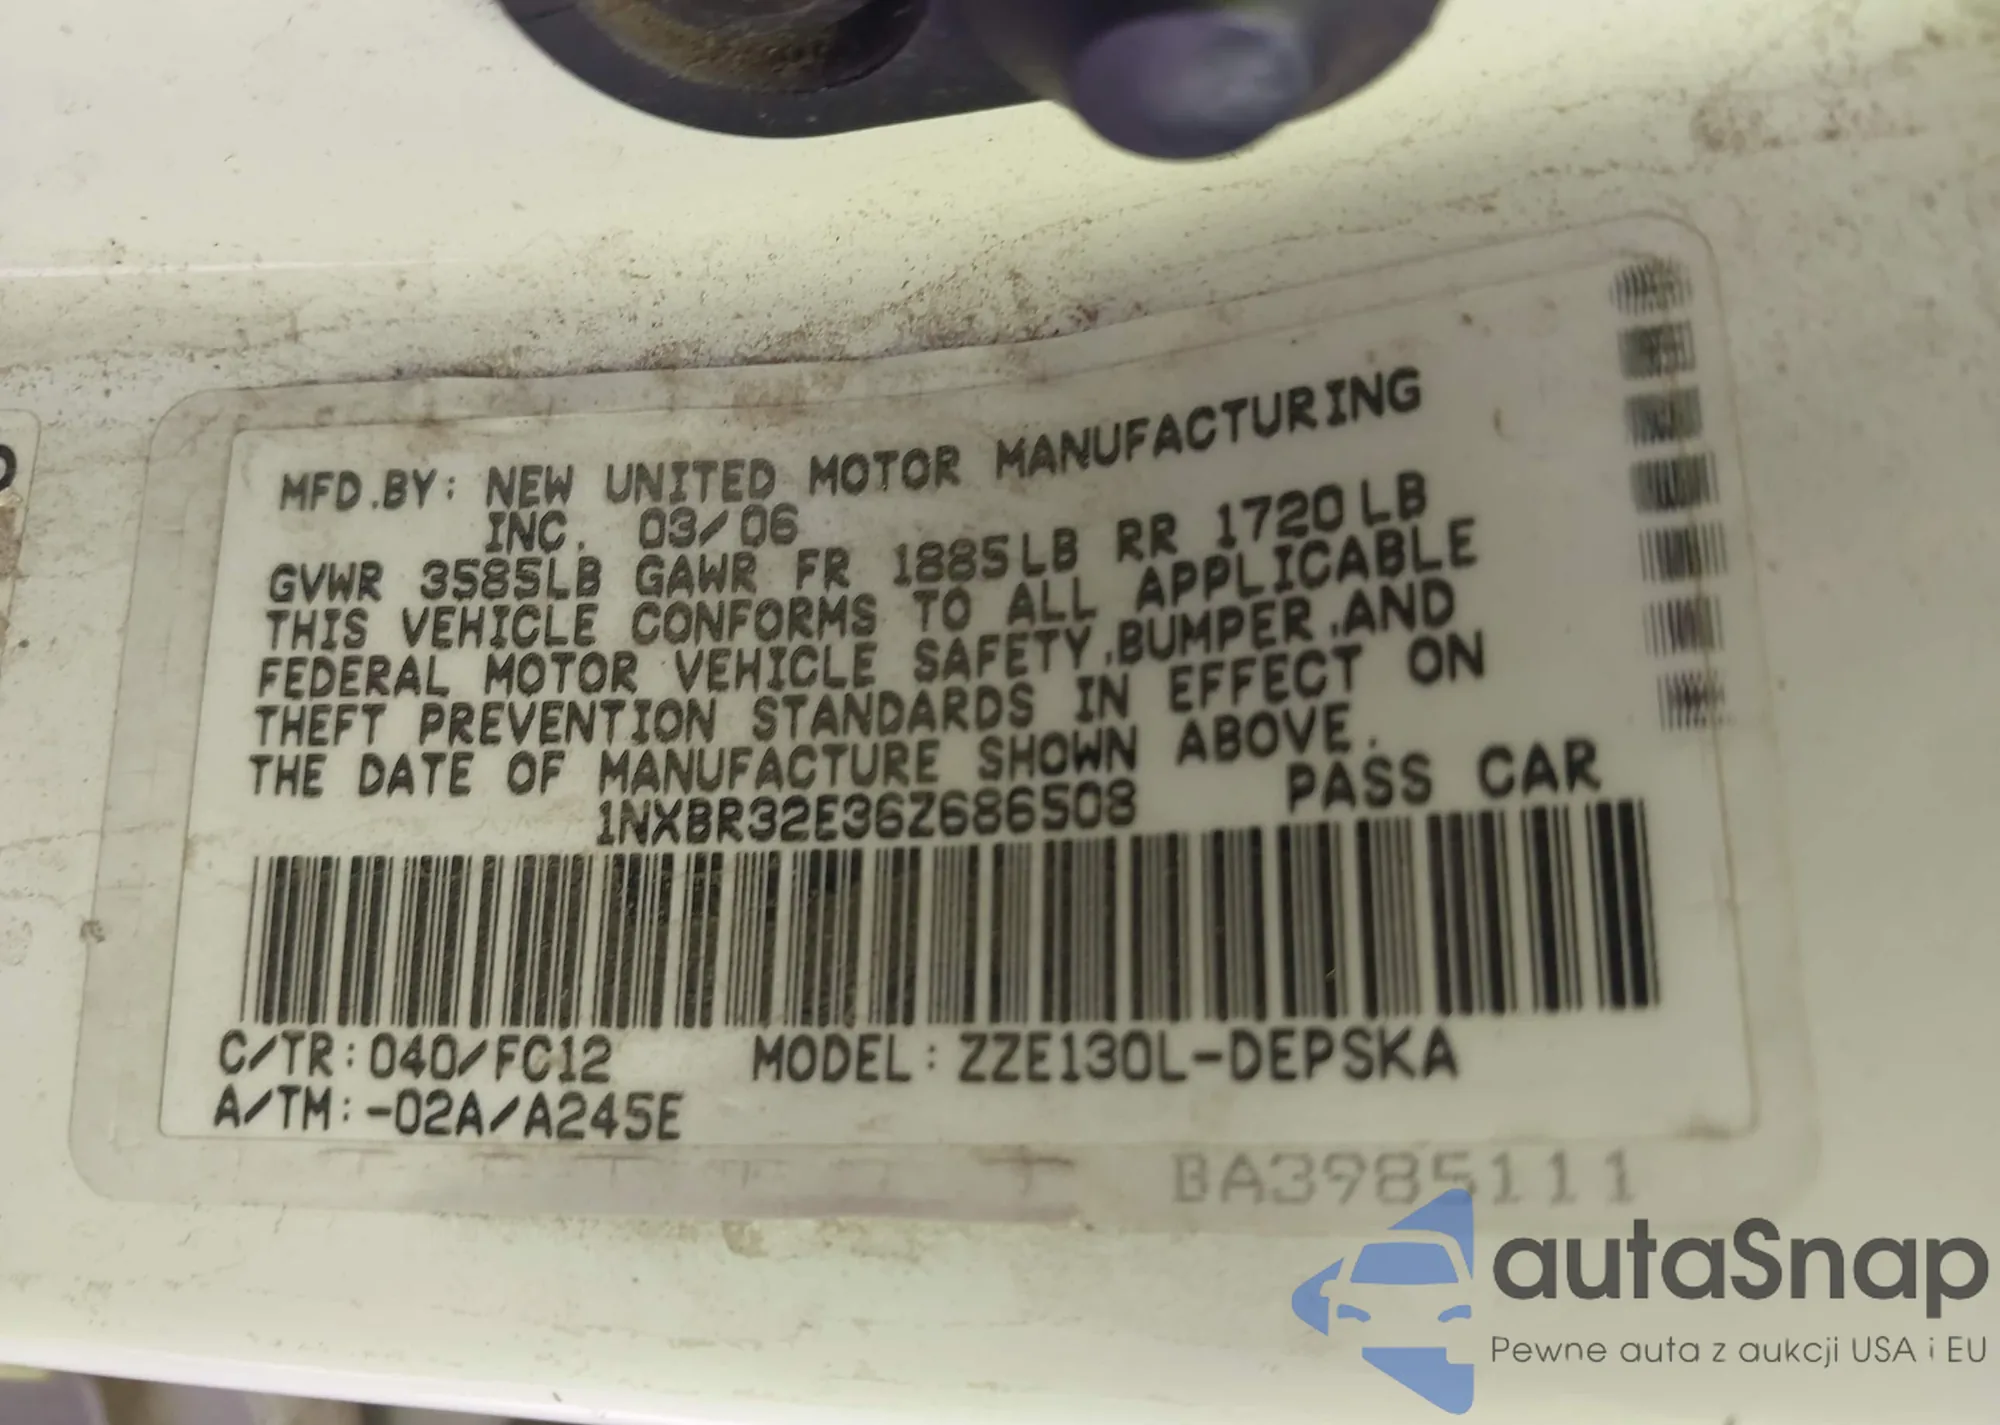 MFD.BY: NEW UNITED MOTOR MANUFACTURING
INC. 03/06
GVWR 3585LB GAWR FR 1885LB RR 1720LB
THIS VEHICLE CONFORMS TO ALL APPLICABLE
FEDERAL MOTOR VEHICLE SAFETY,BUMPER,AND
THEFT PREVENTION STANDARDS IN EFFECT ON
THE DATE OF MANUFACTURE SHOWN ABOVE.
1NXBR32E36Z686508 PASS CAR
C/TR:040/FC12 MODEL:ZZE130L-DEPSKA
A/TM:-02A/A245E
BA3985111
autaSnap
Pewne auta z aukcji USA i EU